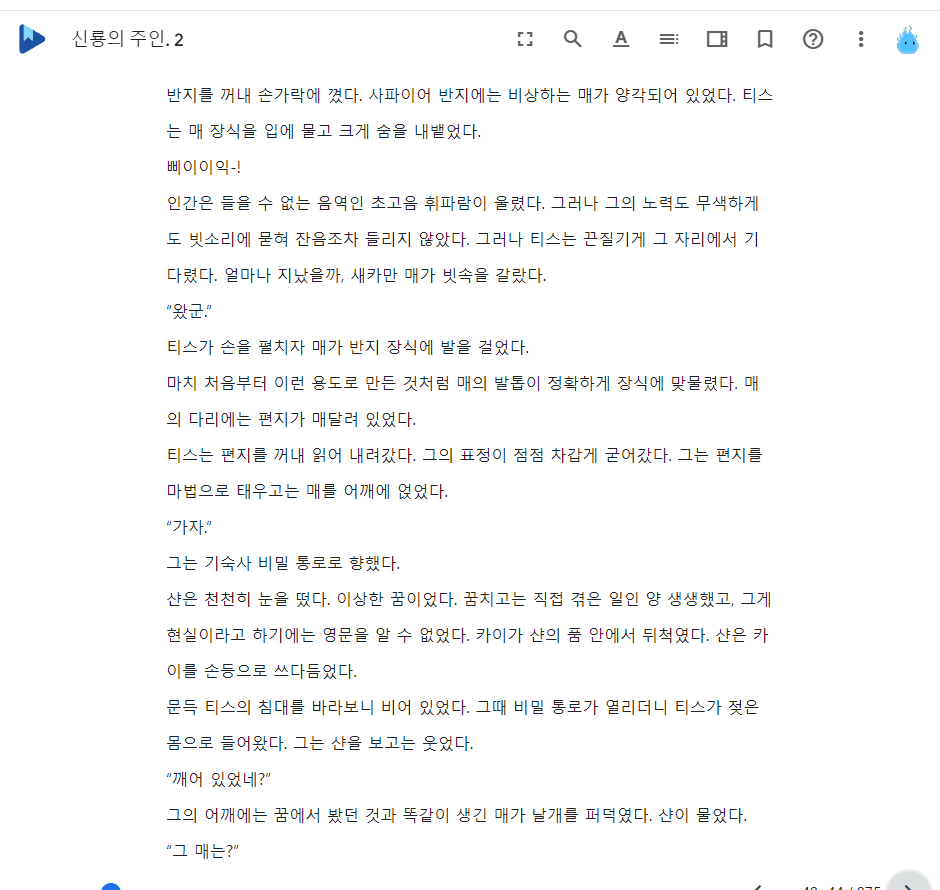 신룡의 주인. 2
반지를 꺼내 손가락에 꼈다. 사파이어 반지에는 비상하는 매가 양각되어 있었다. 티스
는 매 장식을 입에 물고 크게 숨을 내뱉었다.
삐이이익-!
인간은 들을 수 없는 음역인 초고음 휘파람이 울렸다. 그러나 그의 노력도 무색하게
도 빗소리에 묻혀 잔음조차 들리지 않았다. 그러나 티스는 끈질기게 그 자리에서 기
다렸다. 얼마나 지났을까, 새카만 매가 빗속을 갈랐다.
“왔군.”
티스가 손을 펼치자 매가 반지 장식에 발을 걸었다.
마치 처음부터 이런 용도로 만든 것처럼 매의 발톱이 정확하게 장식에 맞물렸다. 매
의 다리에는 편지가 매달려 있었다.
티스는 편지를 꺼내 읽어 내려갔다. 그의 표정이 점점 차갑게 굳어갔다. 그는 편지를
마법으로 태우고는 매를 어깨에 얹었다.
“가자.”
그는 기숙사 비밀 통로로 향했다.
샨은 천천히 눈을 떴다. 이상한 꿈이었다. 꿈치고는 직접 겪은 일인 양 생생했고, 그게
현실이라고 하기에는 영문을 알 수 없었다. 카이가 샨의 품 안에서 뒤척였다. 샨은 카
이를 손등으로 쓰다듬었다.
문득 티스의 침대를 바라보니 비어 있었다. 그때 비밀 통로가 열리더니 티스가 젖은
몸으로 들어왔다. 그는 샨을 보고는 웃었다.
“깨어 있었네?”
그의 어깨에는 꿈에서 봤던 것과 똑같이 생긴 매가 날개를 퍼덕였다. 샨이 물었다.
“그 매는?”